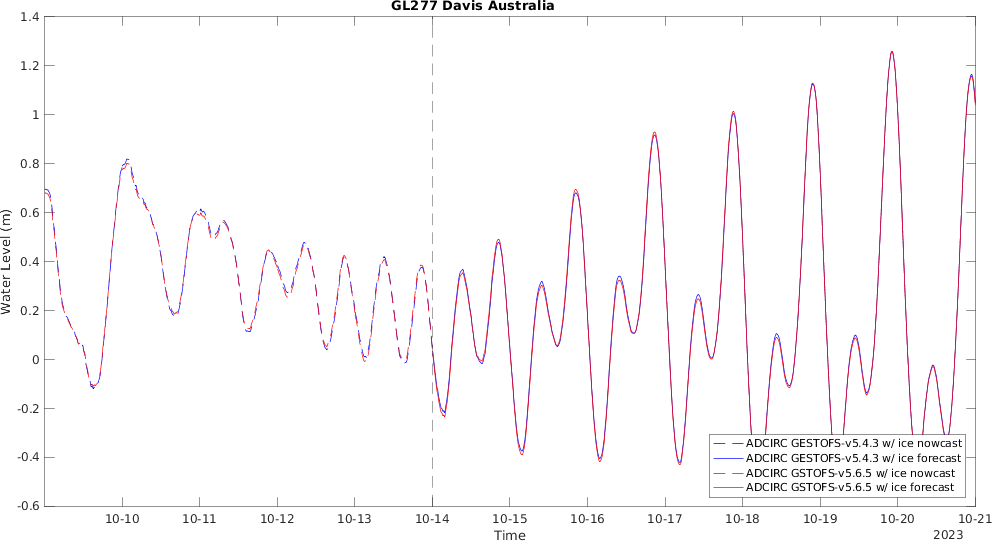 GL277 Davis Australia
1.4
1.2
1
0.8
0.6
0.4
0.2
0
-0.2
-0.4
-0.6
Water Level (m)
ADCIRC GESTOFS-v5.4.3 w/ ice nowcast
ADCIRC GESTOFS-v5.4.3 w/ ice forecast
ADCIRC GSTOFS-v5.6.5 w/ ice nowcast
ADCIRC GSTOFS-v5.6.5 w/ ice forecast
10-10 10-11 10-12 10-13 10-14 10-15 10-16 10-17 10-18 10-19 10-20 10-21
Time
2023